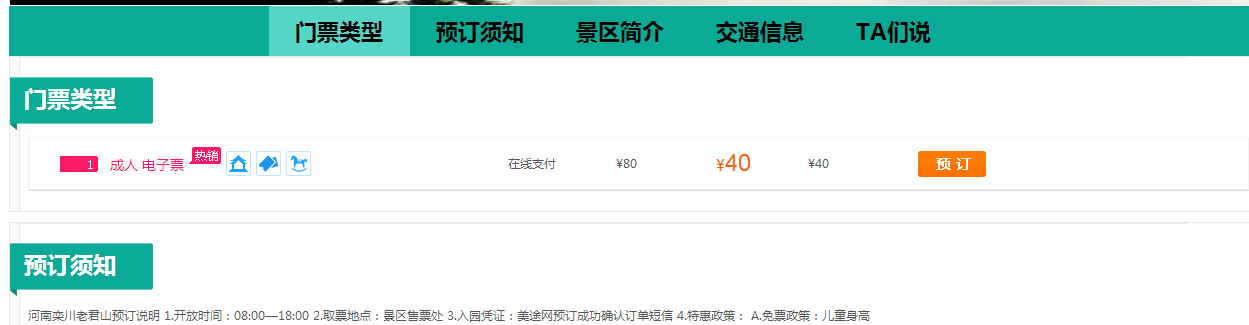 门票类型 预订须知 景区简介 交通信息 TA们说
门票类型
1 成人 电子票 热销 在线支付 ¥80 ¥40 ¥40 预 订
预订须知
河南栾川老君山预订说明 1.开放时间：08:00—18:00 2.取票地点：景区售票处 3.入园凭证：美途网预订成功确认订单短信 4.特惠政策： A.免票政策：儿童身高